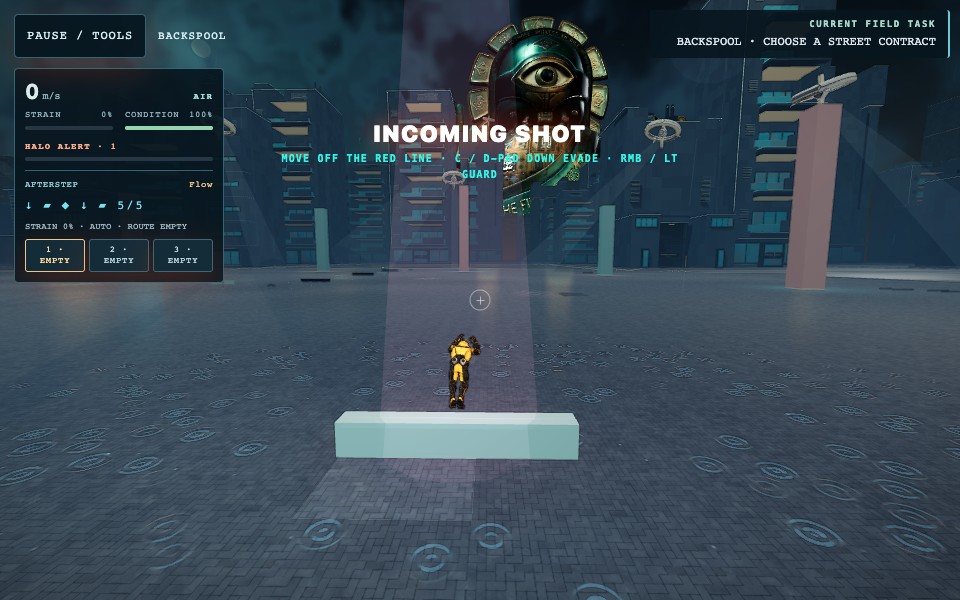 PAUSE / TOOLS
BACKSPOOL
CURRENT FIELD TASK
BACKSPOOL · CHOOSE A STREET CONTRACT
0 m/s
AIR
STRAIN 0%
CONDITION 100%
HALO ALERT · 1
AFTERSTEP
Flow
↓ ▰ ◆ ↓ ▰ 5/5
STRAIN 0% · AUTO · ROUTE EMPTY
1 · EMPTY
2 · EMPTY
3 · EMPTY
INCOMING SHOT
MOVE OFF THE RED LINE · C / D-PAD DOWN EVADE · RMB / LT
GUARD